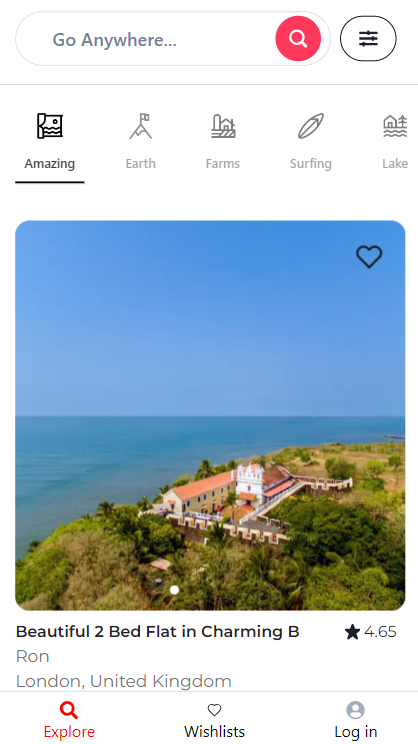 Go Anywhere...
Amazing Earth Farms Surfing Lake
Beautiful 2 Bed Flat in Charming B 4.65
Ron
London, United Kingdom
Explore Wishlists Log in